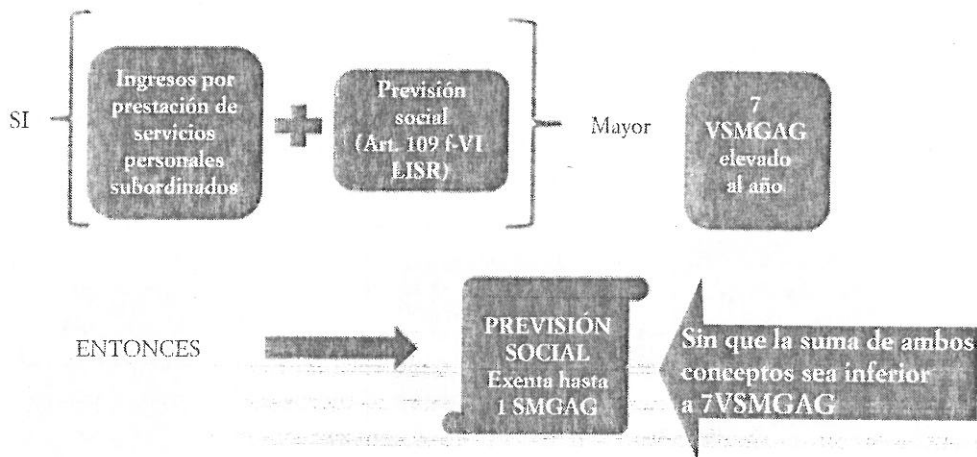 SI
Ingresos por
prestación de
servicios
personales
subordinados
Previsión
social
(Art. 109 f-VI
LISR)
Mayor
7
VSMGAG
elevado
al año
ENTONCES
PREVISIÓN
SOCIAL
Exenta hasta
1 SMGAG
Sin que la suma de ambos
conceptos sea inferior
a 7VSMGAG